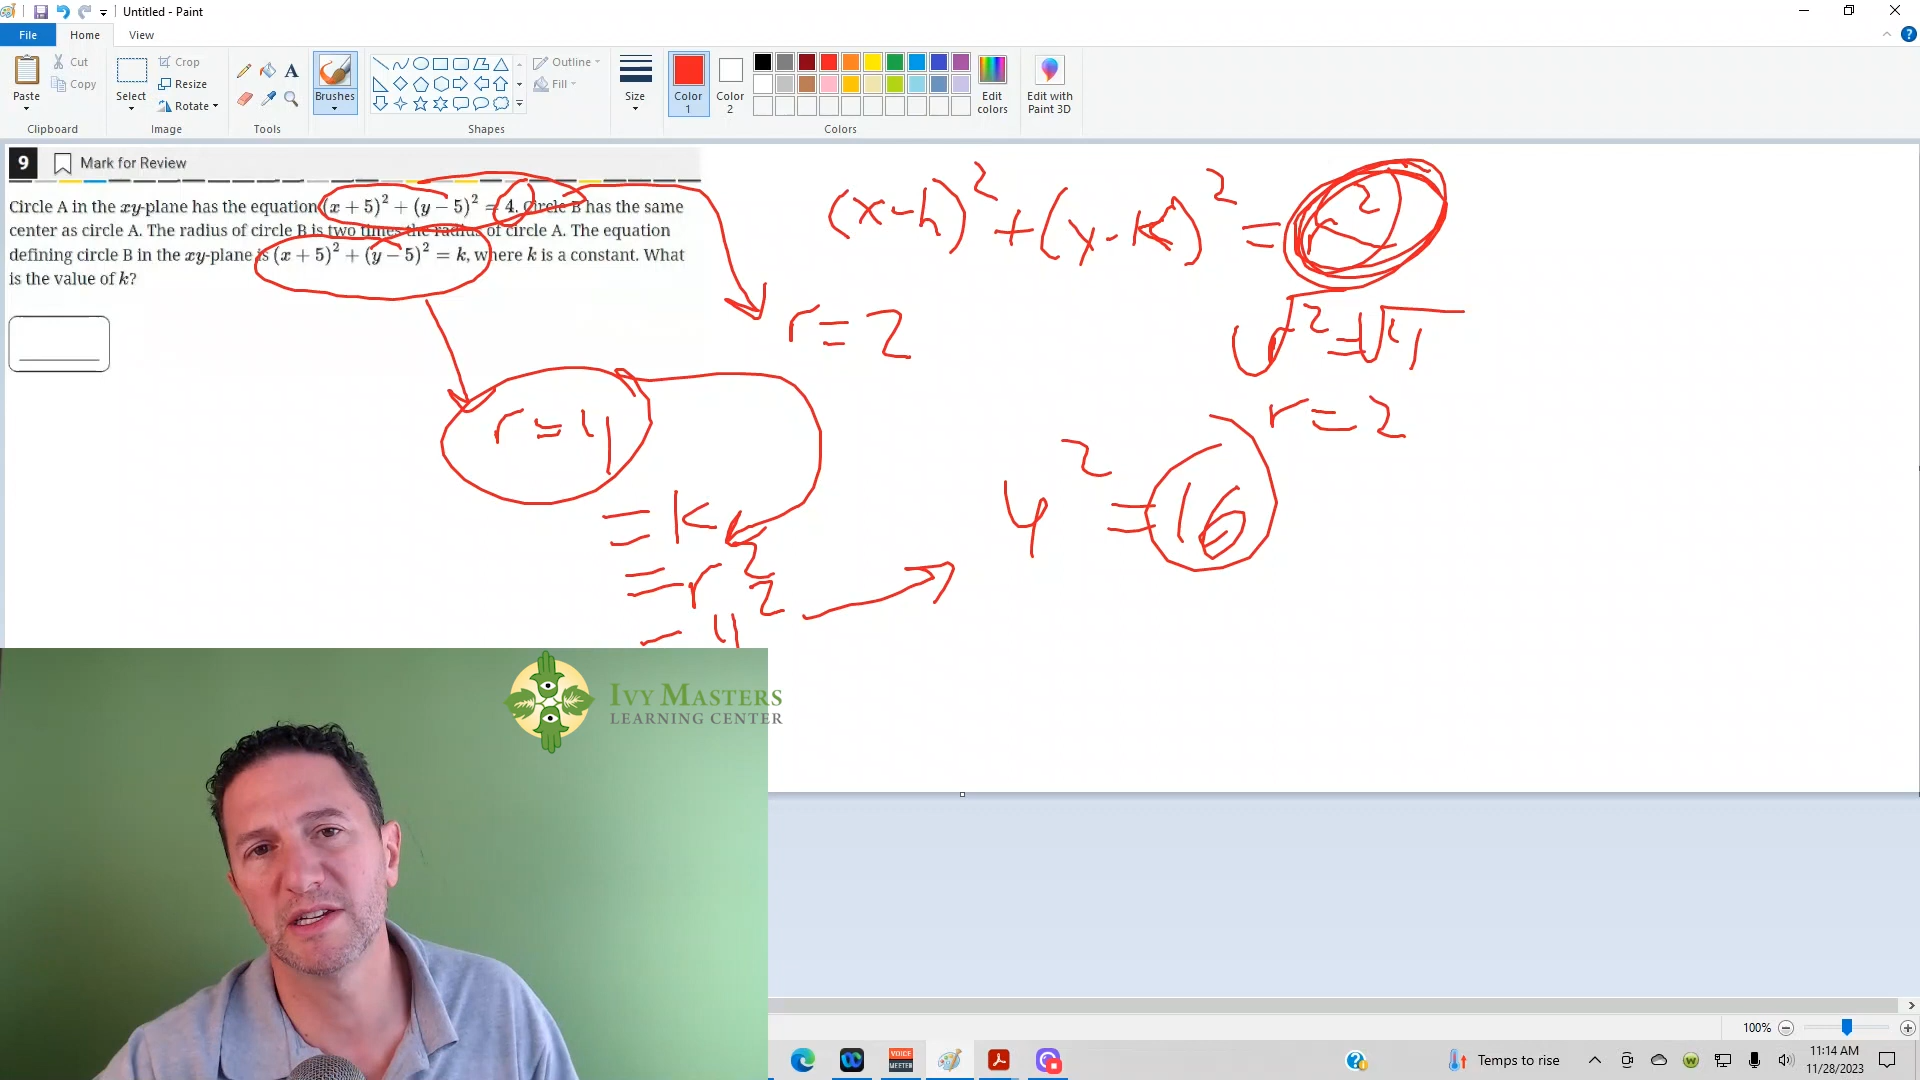 Untitled - Paint
File Home View
Paste
Cut
Copy
Clipboard
Select
Crop
Resize
Rotate
Image
A
Tools
Brushes
Shapes
Outline
Fill
Size
Color 1
Color 2
Edit colors
Colors
Edit with Paint 3D
9 Mark for Review
Circle A in the xy-plane has the equation (x + 5)² + (y − 5)² = 4. Circle B has the same
center as circle A. The radius of circle B is two times the radius of circle A. The equation
defining circle B in the xy-plane is (x + 5)² + (y − 5)² = k, where k is a constant. What
is the value of k?
(x-h)² + (y-k)² = r²
r = 2
√r² = √4
r = 2
r = 4
= k
= r²
= 4²
4² = 16
IVY MASTERS
LEARNING CENTER
100%
VOICE MEETER
Temps to rise
11:14 AM
11/28/2023